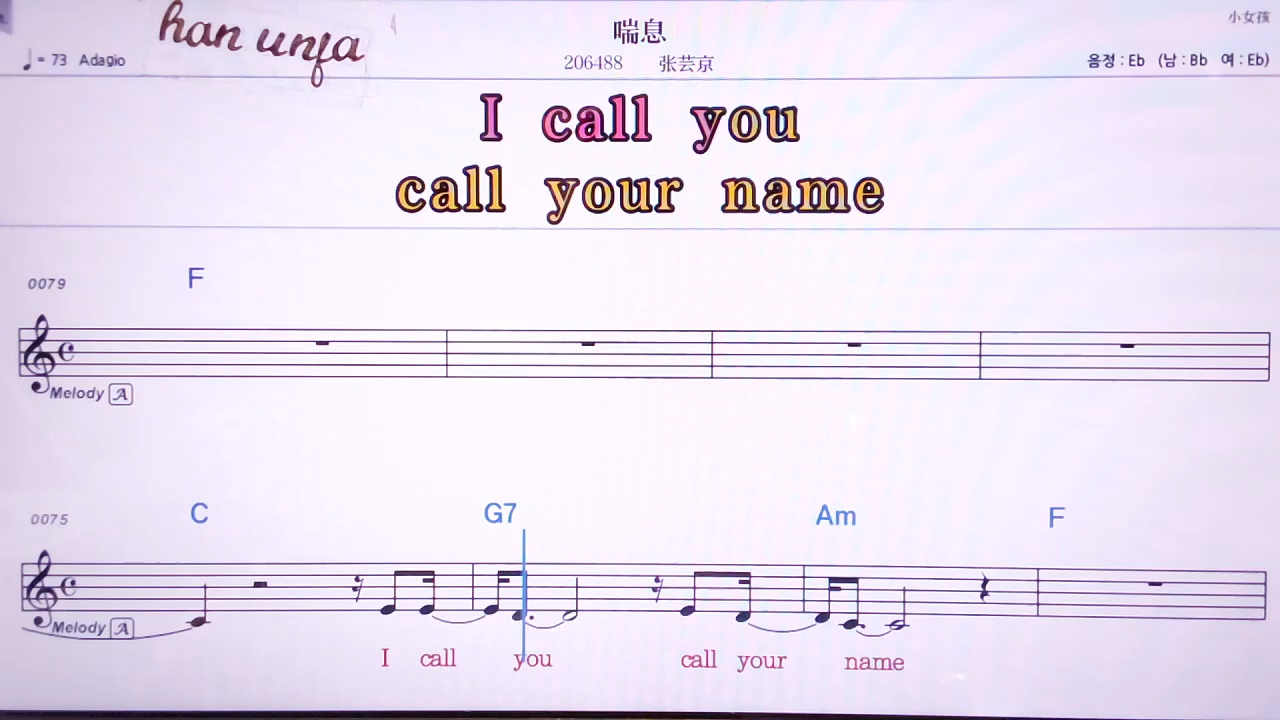 小女孩
han unfa
喘息
♩= 73 Adagio
206488 张芸京
음정 : Eb (남 : Bb 여 : Eb)
I call you
call your name
0079 F
Melody A
0075 C G7 Am F
Melody A
I call you call your name